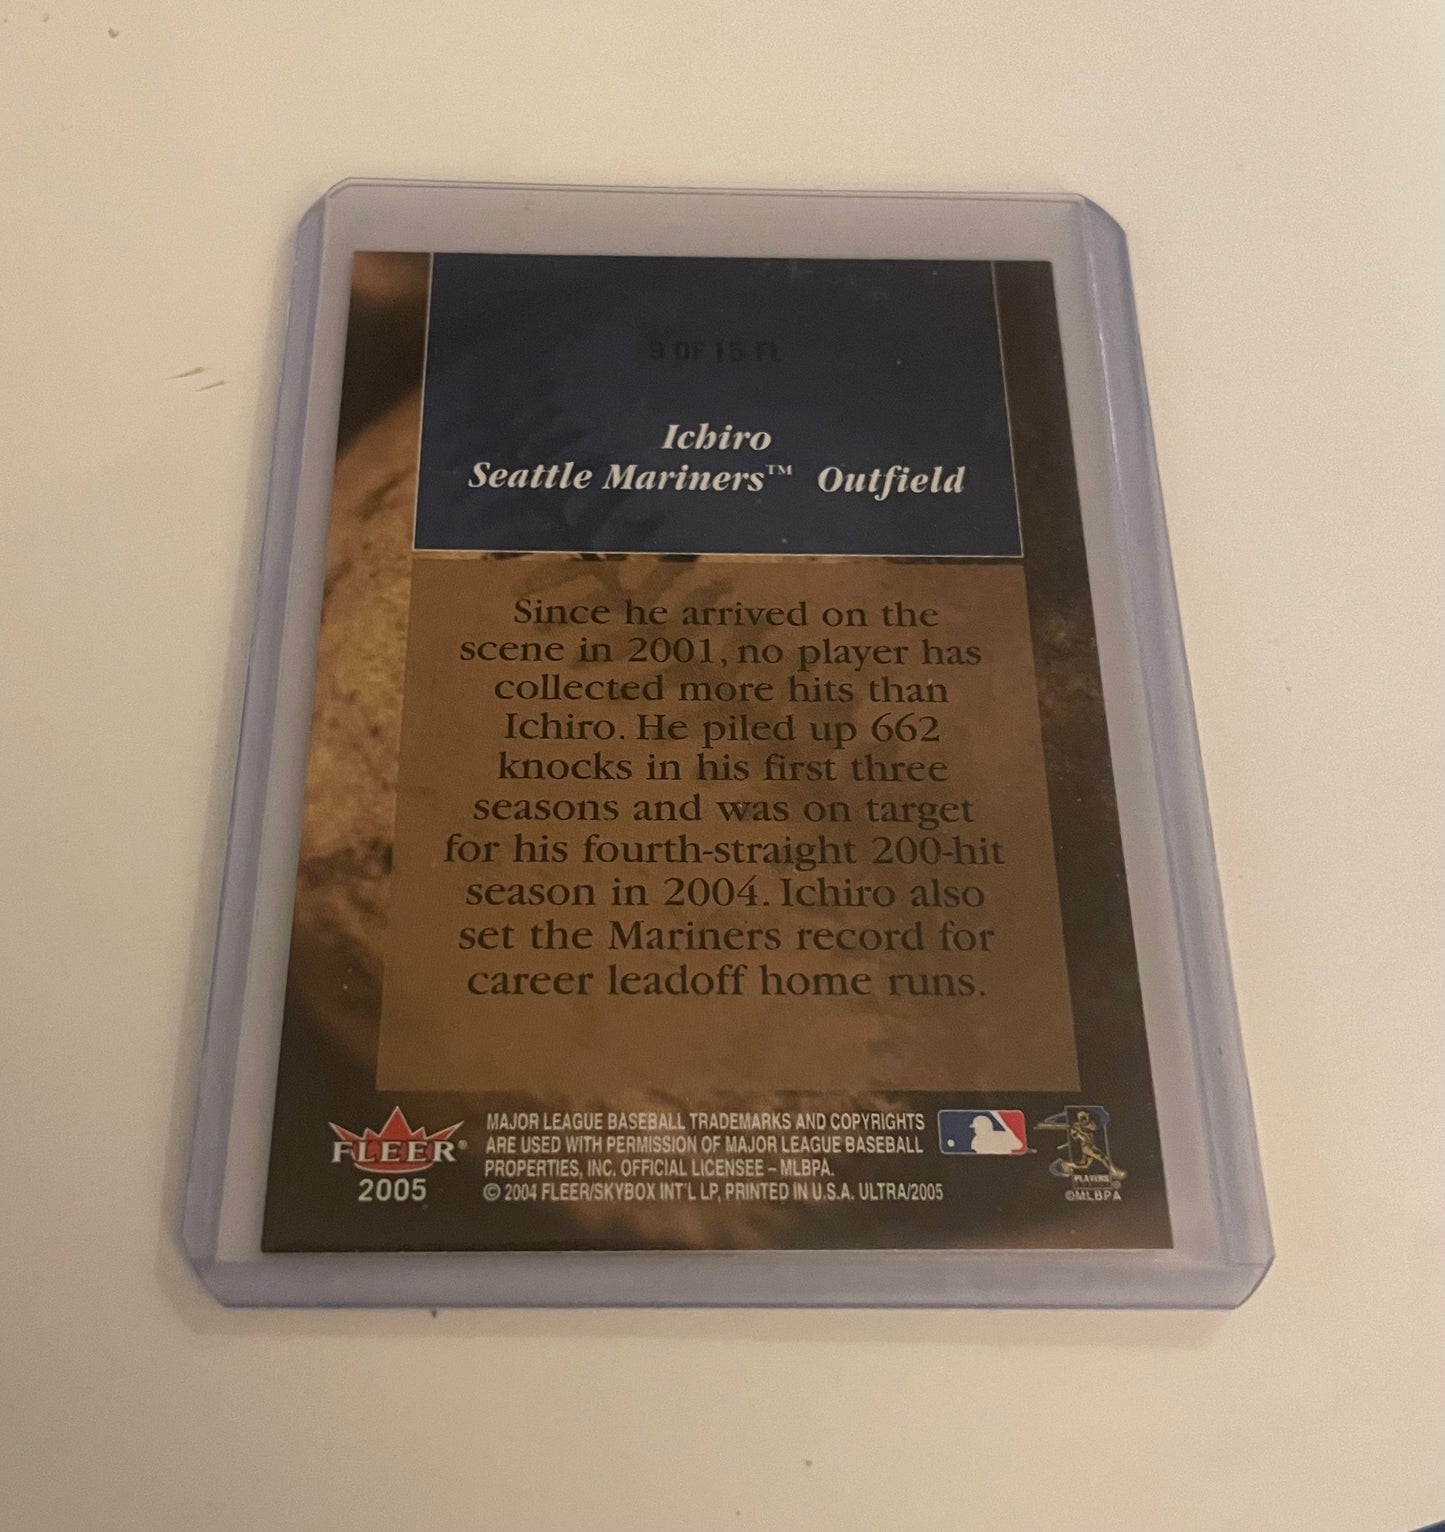 9 OF 15 FL
Ichiro
Seattle Mariners™ Outfield
Since he arrived on the
scene in 2001, no player has
collected more hits than
Ichiro. He piled up 662
knocks in his first three
seasons and was on target
for his fourth-straight 200-hit
season in 2004. Ichiro also
set the Mariners record for
career leadoff home runs.
FLEER®
2005
MAJOR LEAGUE BASEBALL TRADEMARKS AND COPYRIGHTS
ARE USED WITH PERMISSION OF MAJOR LEAGUE BASEBALL
PROPERTIES, INC. OFFICIAL LICENSEE – MLBPA.
© 2004 FLEER/SKYBOX INT'L LP, PRINTED IN U.S.A. ULTRA/2005
PLAYERS
©MLBPA